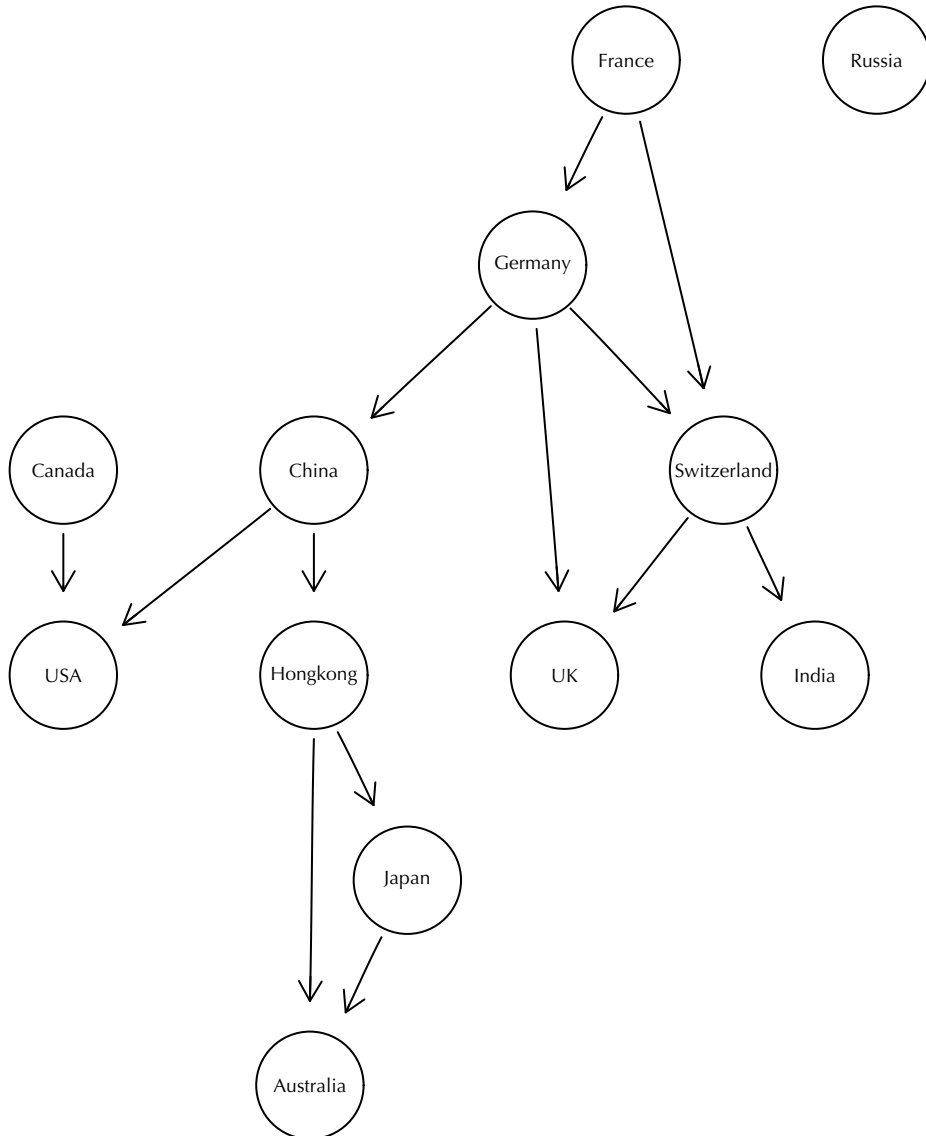 France
Russia
Germany
Canada
China
Switzerland
USA
Hongkong
UK
India
Japan
Australia